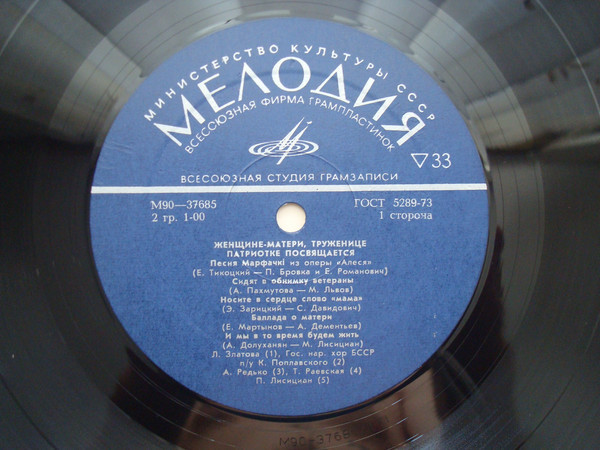 МИНИСТЕРСТВО КУЛЬТУРЫ СССР
МЕЛОДИЯ
ВСЕСОЮЗНАЯ ФИРМА ГРАМПЛАСТИНОК
▽33
ВСЕСОЮЗНАЯ СТУДИЯ ГРАМЗАПИСИ
М90—37685 ГОСТ 5289-73
2 гр. 1-00 1 стороча
ЖЕНЩИНЕ-МАТЕРИ, ТРУЖЕНИЦЕ
ПАТРИОТКЕ ПОСВЯЩАЕТСЯ
Песня Марфачкі из оперы «Алеся»
(Е. Тикоцкий — П. Бровка и Е. Романович)
Сидят в обнимку ветераны
(А. Пахмутова — М. Львов)
Носите в сердце слово «мама»
(Э. Зарицкий — С. Давидович)
Баллада о матери
(Е. Мартынов — А. Дементьев)
И мы в то время будем жить
(А. Долуханян — М. Лисициан)
Л. Златова (1), Гос. нар. хор БССР
п/у К. Поплавского (2)
А. Редько (3), Т. Раевская (4)
П. Лисициан (5)